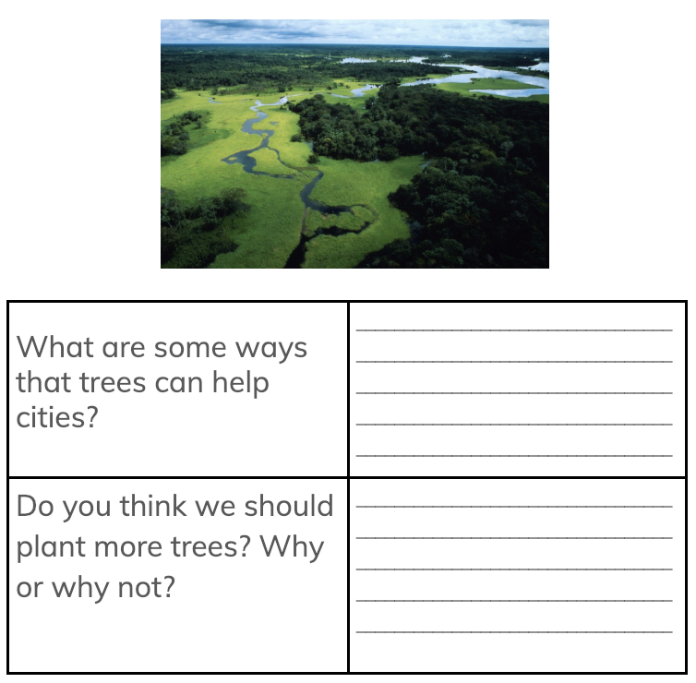 What are some ways
that trees can help
cities?
Do you think we should
plant more trees? Why
or why not?